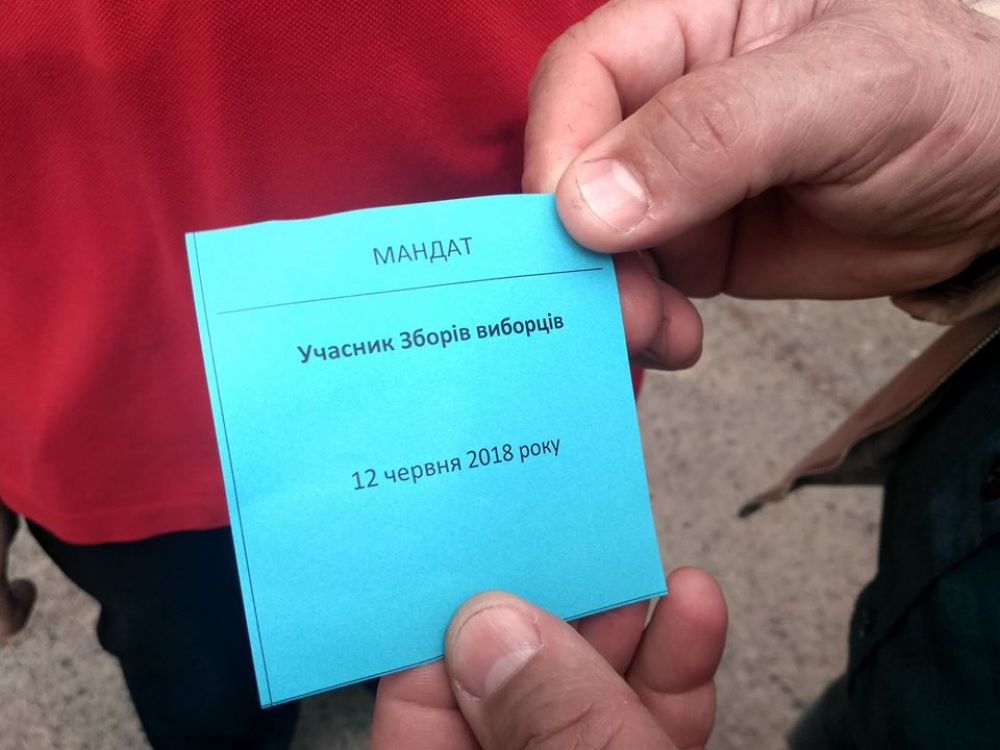 МАНДАТ
Учасник Зборів виборців
12 червня 2018 року